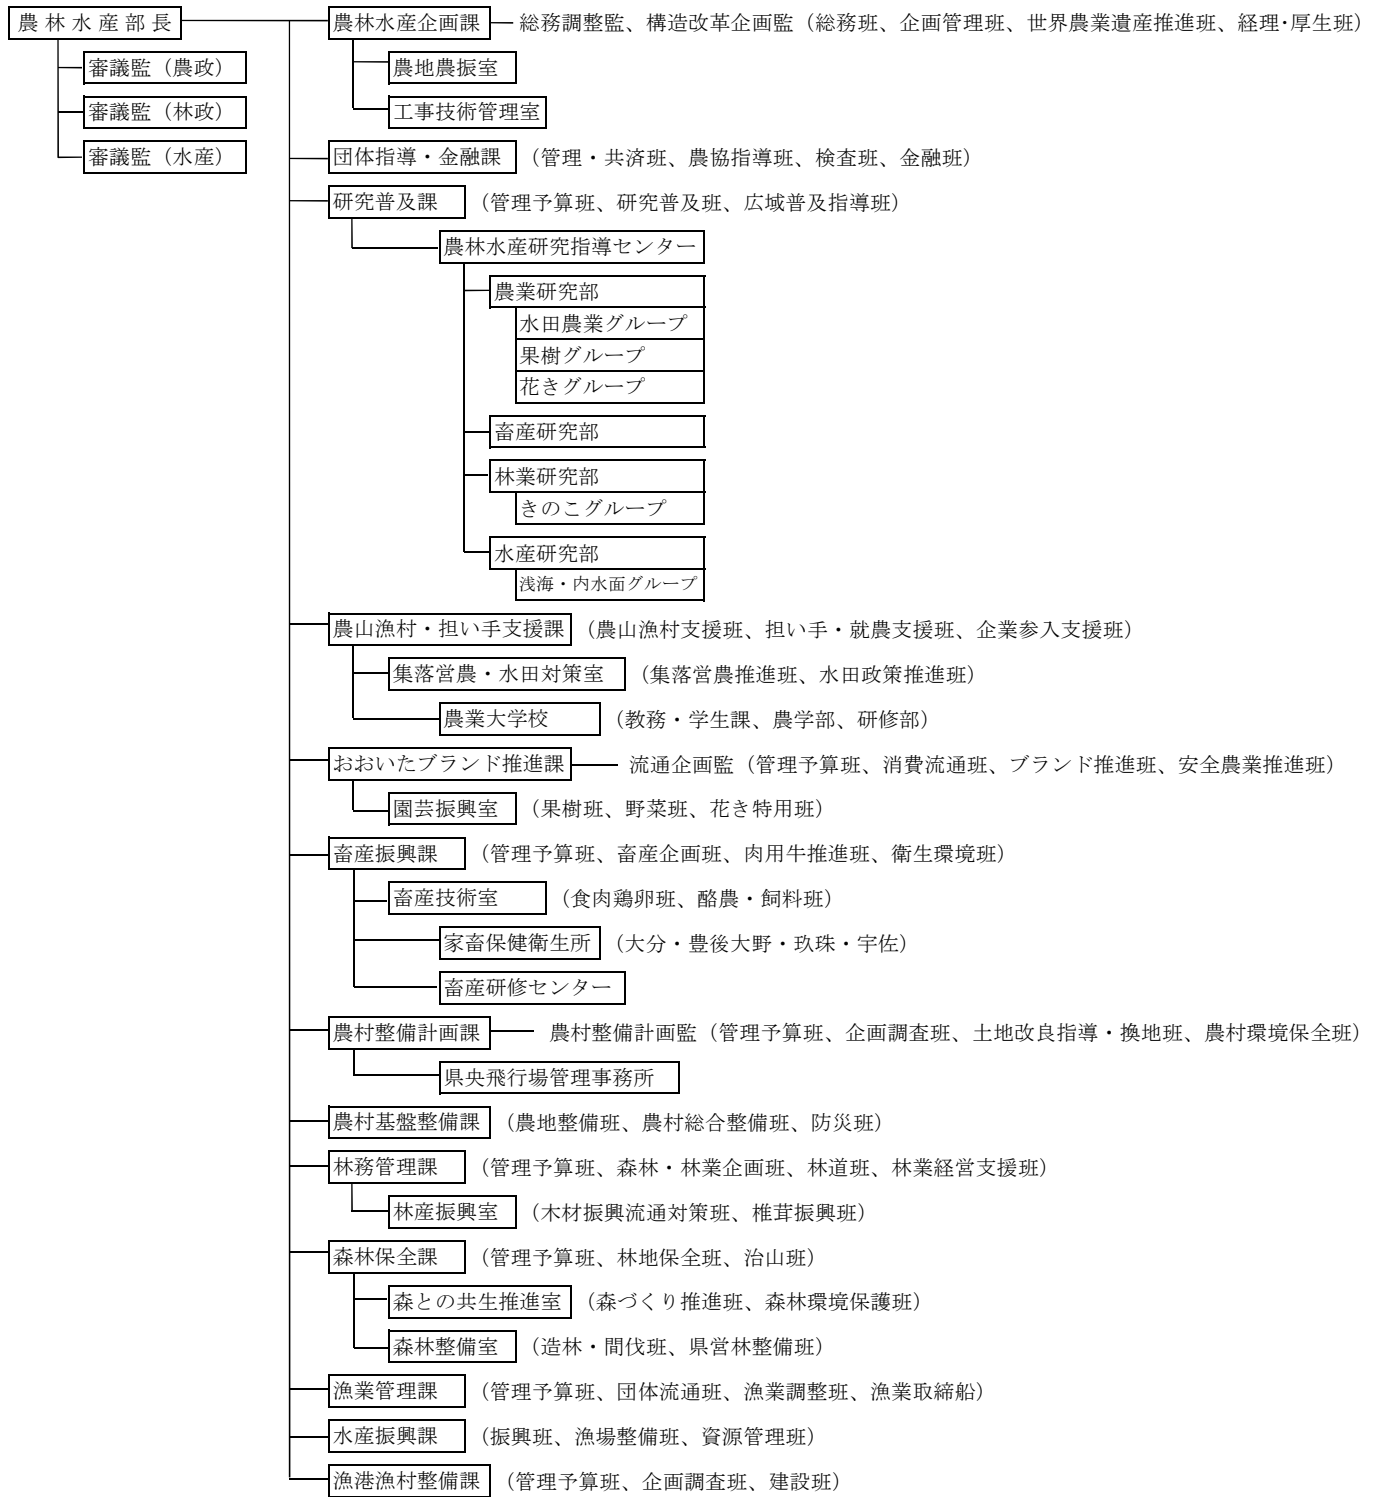 農林水産部長 農林水産企画課 総務調整監、構造改革企画監（総務班、企画管理班、世界農業遺産推進班、経理・厚生班）
審議監（農政） 農地農振室
審議監（林政） 工事技術管理室
審議監（水産） 団体指導・金融課 （管理・共済班、農協指導班、検査班、金融班）
研究普及課 （管理予算班、研究普及班、広域普及指導班）
農林水産研究指導センター
農業研究部
水田農業グループ
果樹グループ
花きグループ
畜産研究部
林業研究部
きのこグループ
水産研究部
浅海・内水面グループ
農山漁村・担い手支援課 （農山漁村支援班、担い手・就農支援班、企業参入支援班）
集落営農・水田対策室 （集落営農推進班、水田政策推進班）
農業大学校 （教務・学生課、農学部、研修部）
おおいたブランド推進課 流通企画監（管理予算班、消費流通班、ブランド推進班、安全農業推進班）
園芸振興室 （果樹班、野菜班、花き特用班）
畜産振興課 （管理予算班、畜産企画班、肉用牛推進班、衛生環境班）
畜産技術室 （食肉鶏卵班、酪農・飼料班）
家畜保健衛生所 （大分・豊後大野・玖珠・宇佐）
畜産研修センター
農村整備計画課 農村整備計画監（管理予算班、企画調査班、土地改良指導・換地班、農村環境保全班）
県央飛行場管理事務所
農村基盤整備課 （農地整備班、農村総合整備班、防災班）
林務管理課 （管理予算班、森林・林業企画班、林道班、林業経営支援班）
林産振興室 （木材振興流通対策班、椎茸振興班）
森林保全課 （管理予算班、林地保全班、治山班）
森との共生推進室 （森づくり推進班、森林環境保護班）
森林整備室 （造林・間伐班、県営林整備班）
漁業管理課 （管理予算班、団体流通班、漁業調整班、漁業取締船）
水産振興課 （振興班、漁場整備班、資源管理班）
漁港漁村整備課 （管理予算班、企画調査班、建設班）